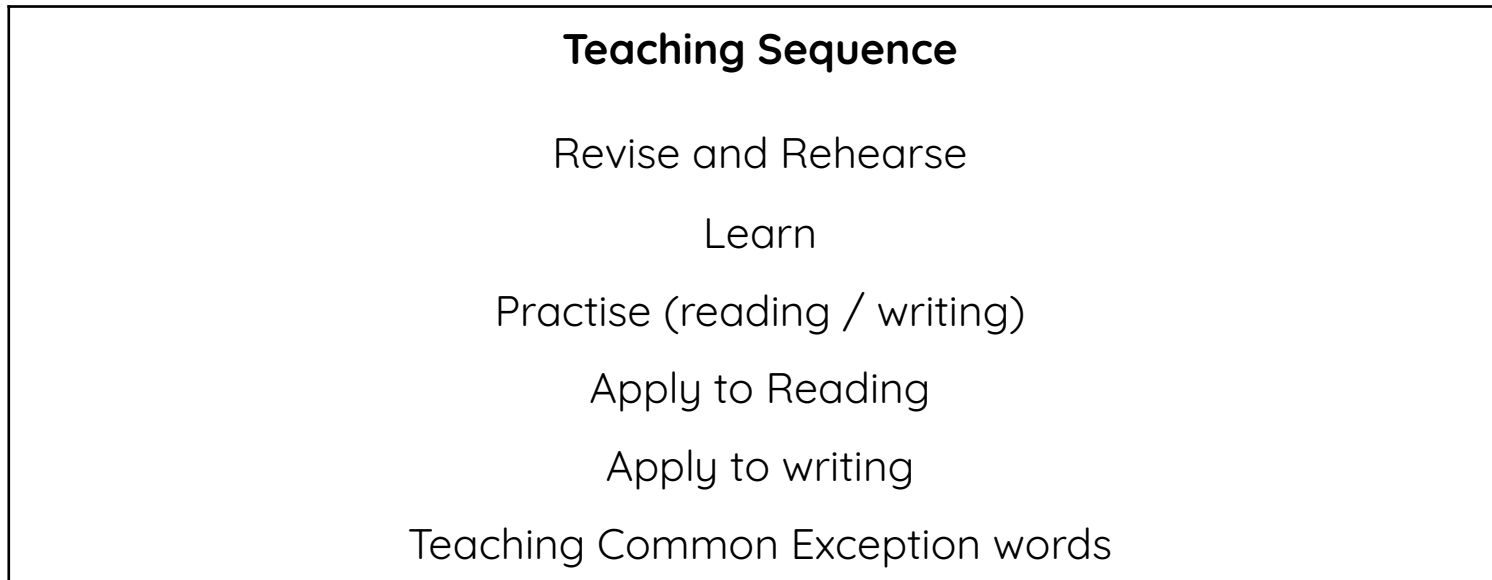 Teaching Sequence
Revise and Rehearse
Learn
Practise (reading / writing)
Apply to Reading
Apply to writing
Teaching Common Exception words